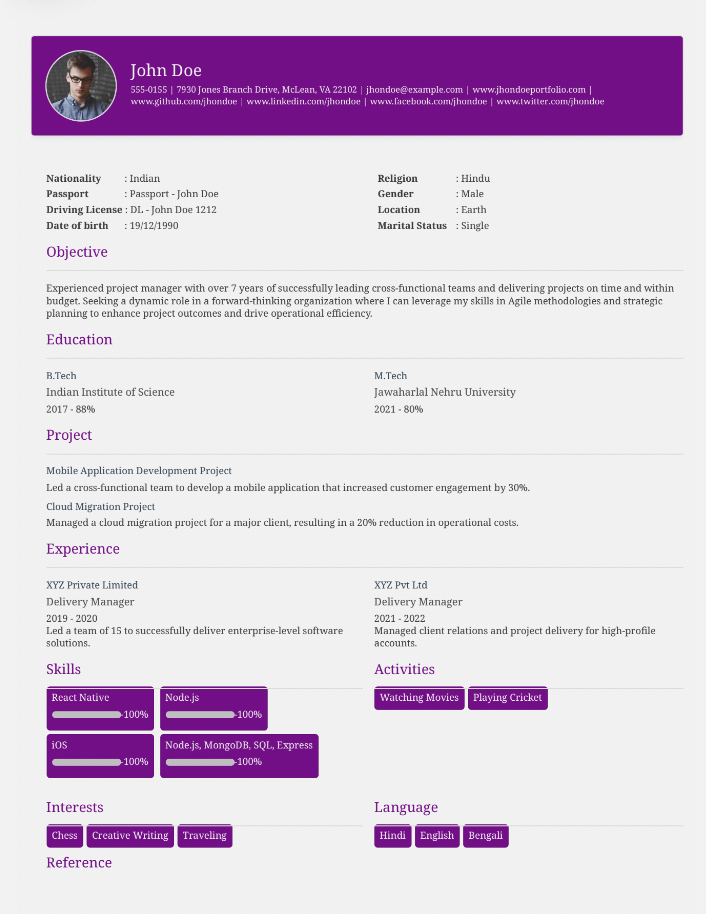 John Doe
555-0155 | 7930 Jones Branch Drive, McLean, VA 22102 | jhondoe@example.com | www.jhondoeportfolio.com |
www.github.com/jhondoe | www.linkedin.com/jhondoe | www.facebook.com/jhondoe | www.twitter.com/jhondoe
Nationality : Indian
Passport : Passport - John Doe
Driving License : DL - John Doe 1212
Date of birth : 19/12/1990
Religion : Hindu
Gender : Male
Location : Earth
Marital Status : Single
Objective
Experienced project manager with over 7 years of successfully leading cross-functional teams and delivering projects on time and within
budget. Seeking a dynamic role in a forward-thinking organization where I can leverage my skills in Agile methodologies and strategic
planning to enhance project outcomes and drive operational efficiency.
Education
B.Tech
Indian Institute of Science
2017 - 88%
M.Tech
Jawaharlal Nehru University
2021 - 80%
Project
Mobile Application Development Project
Led a cross-functional team to develop a mobile application that increased customer engagement by 30%.
Cloud Migration Project
Managed a cloud migration project for a major client, resulting in a 20% reduction in operational costs.
Experience
XYZ Private Limited
Delivery Manager
2019 - 2020
Led a team of 15 to successfully deliver enterprise-level software
solutions.
XYZ Pvt Ltd
Delivery Manager
2021 - 2022
Managed client relations and project delivery for high-profile
accounts.
Skills
React Native
100%
Node.js
100%
iOS
100%
Node.js, MongoDB, SQL, Express
100%
Activities
Watching Movies
Playing Cricket
Interests
Chess
Creative Writing
Traveling
Language
Hindi
English
Bengali
Reference